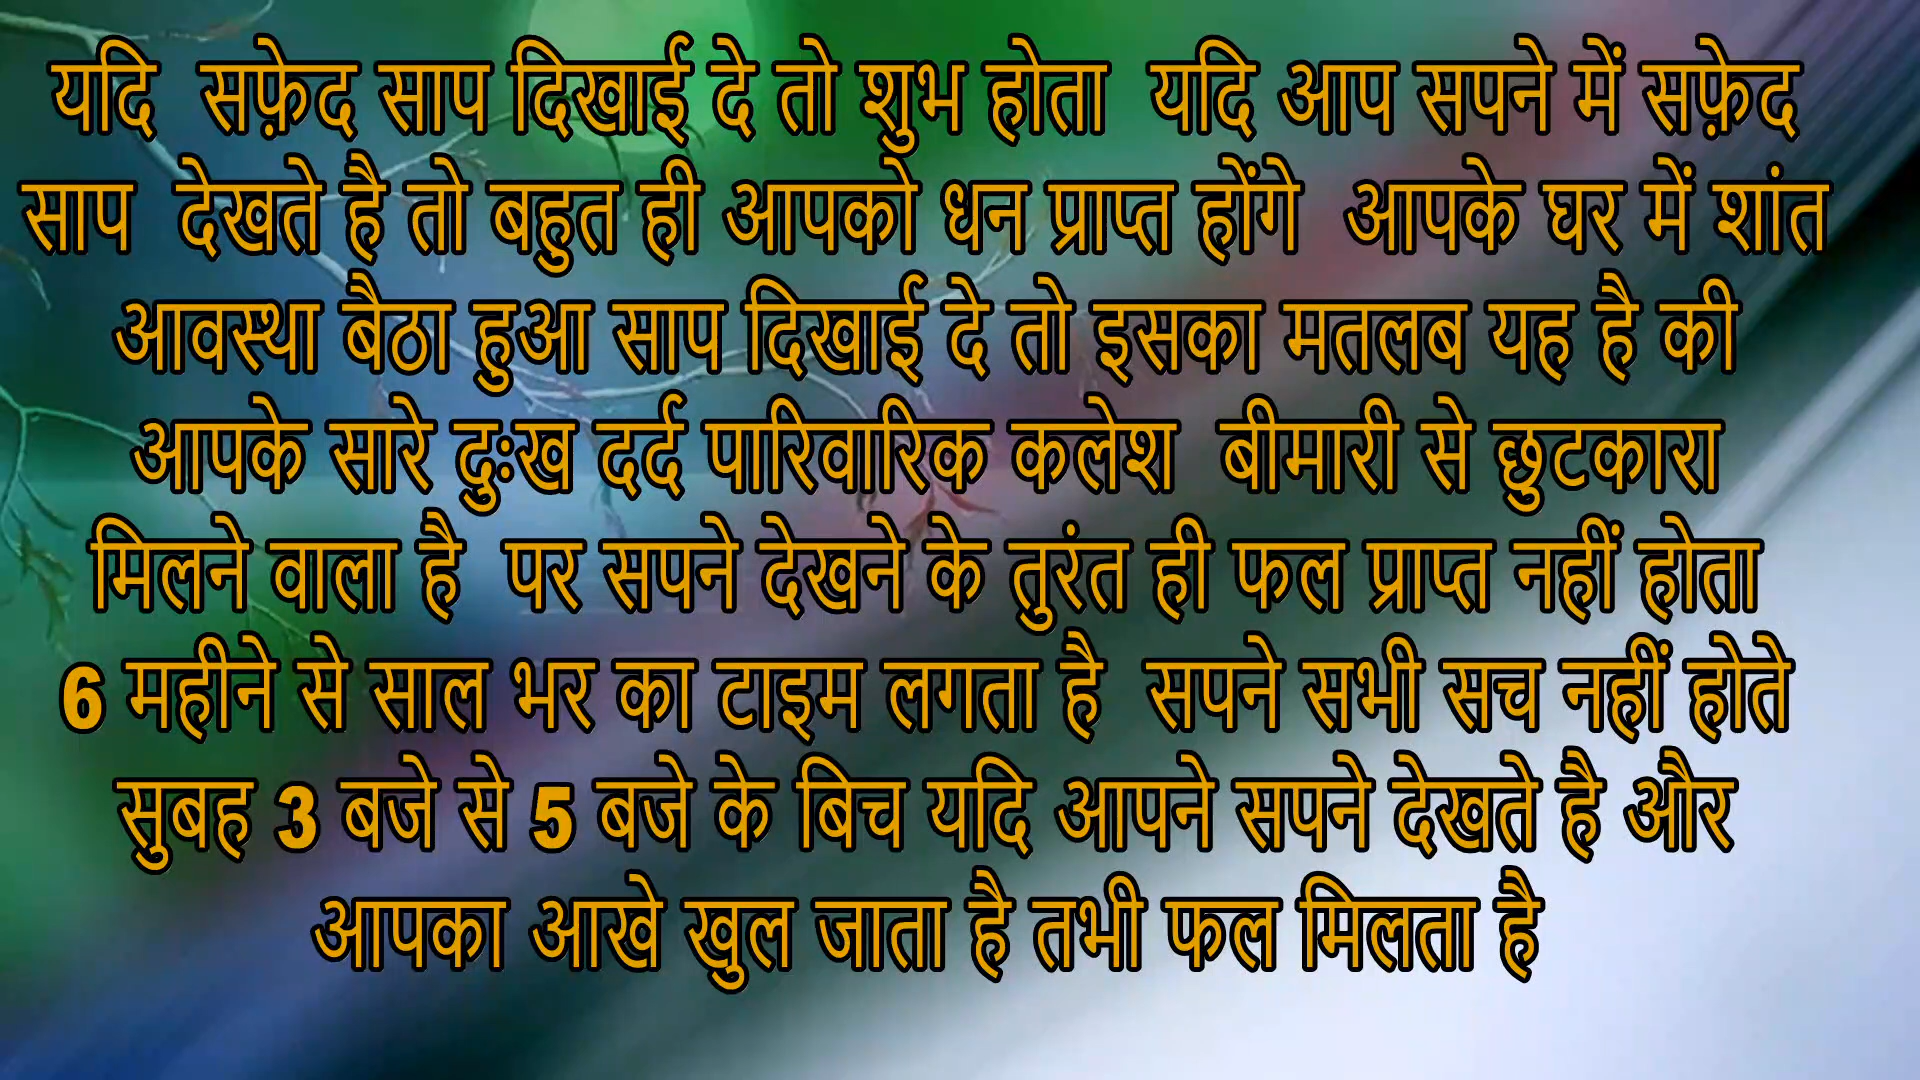 यदि सफ़ेद साप दिखाई दे तो शुभ होता यदि आप सपने में सफ़ेद
साप देखते है तो बहुत ही आपको धन प्राप्त होंगे आपके घर में शांत
आवस्था बैठा हुआ साप दिखाई दे तो इसका मतलब यह है की
आपके सारे दुःख दर्द पारिवारिक कलेश बीमारी से छुटकारा
मिलने वाला है पर सपने देखने के तुरंत ही फल प्राप्त नहीं होता
6 महीने से साल भर का टाइम लगता है सपने सभी सच नहीं होते
सुबह 3 बजे से 5 बजे के बिच यदि आपने सपने देखते है और
आपका आखे खुल जाता है तभी फल मिलता है